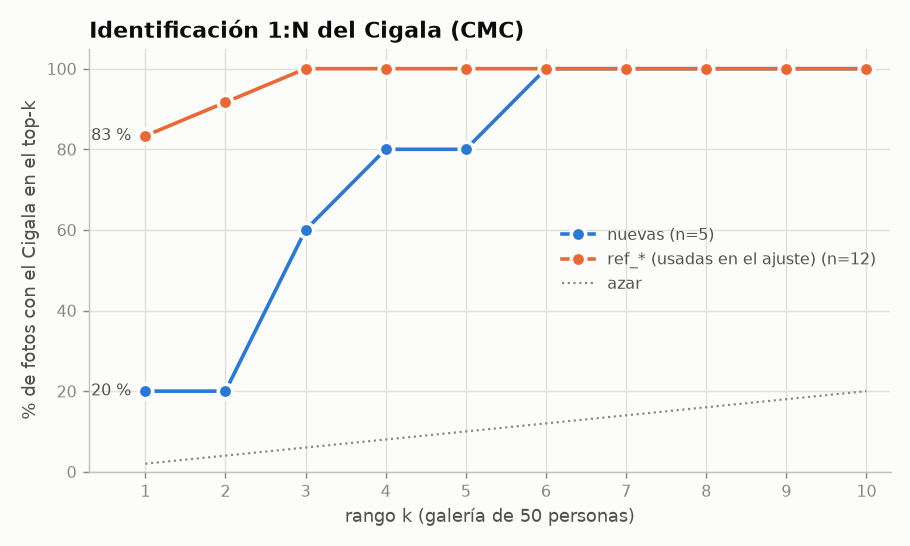 Identificación 1:N del Cigala (CMC)
% de fotos con el Cigala en el top-k
100
80
60
40
20
0
83 %
20 %
nuevas (n=5)
ref_* (usadas en el ajuste) (n=12)
azar
1 2 3 4 5 6 7 8 9 10
rango k (galería de 50 personas)